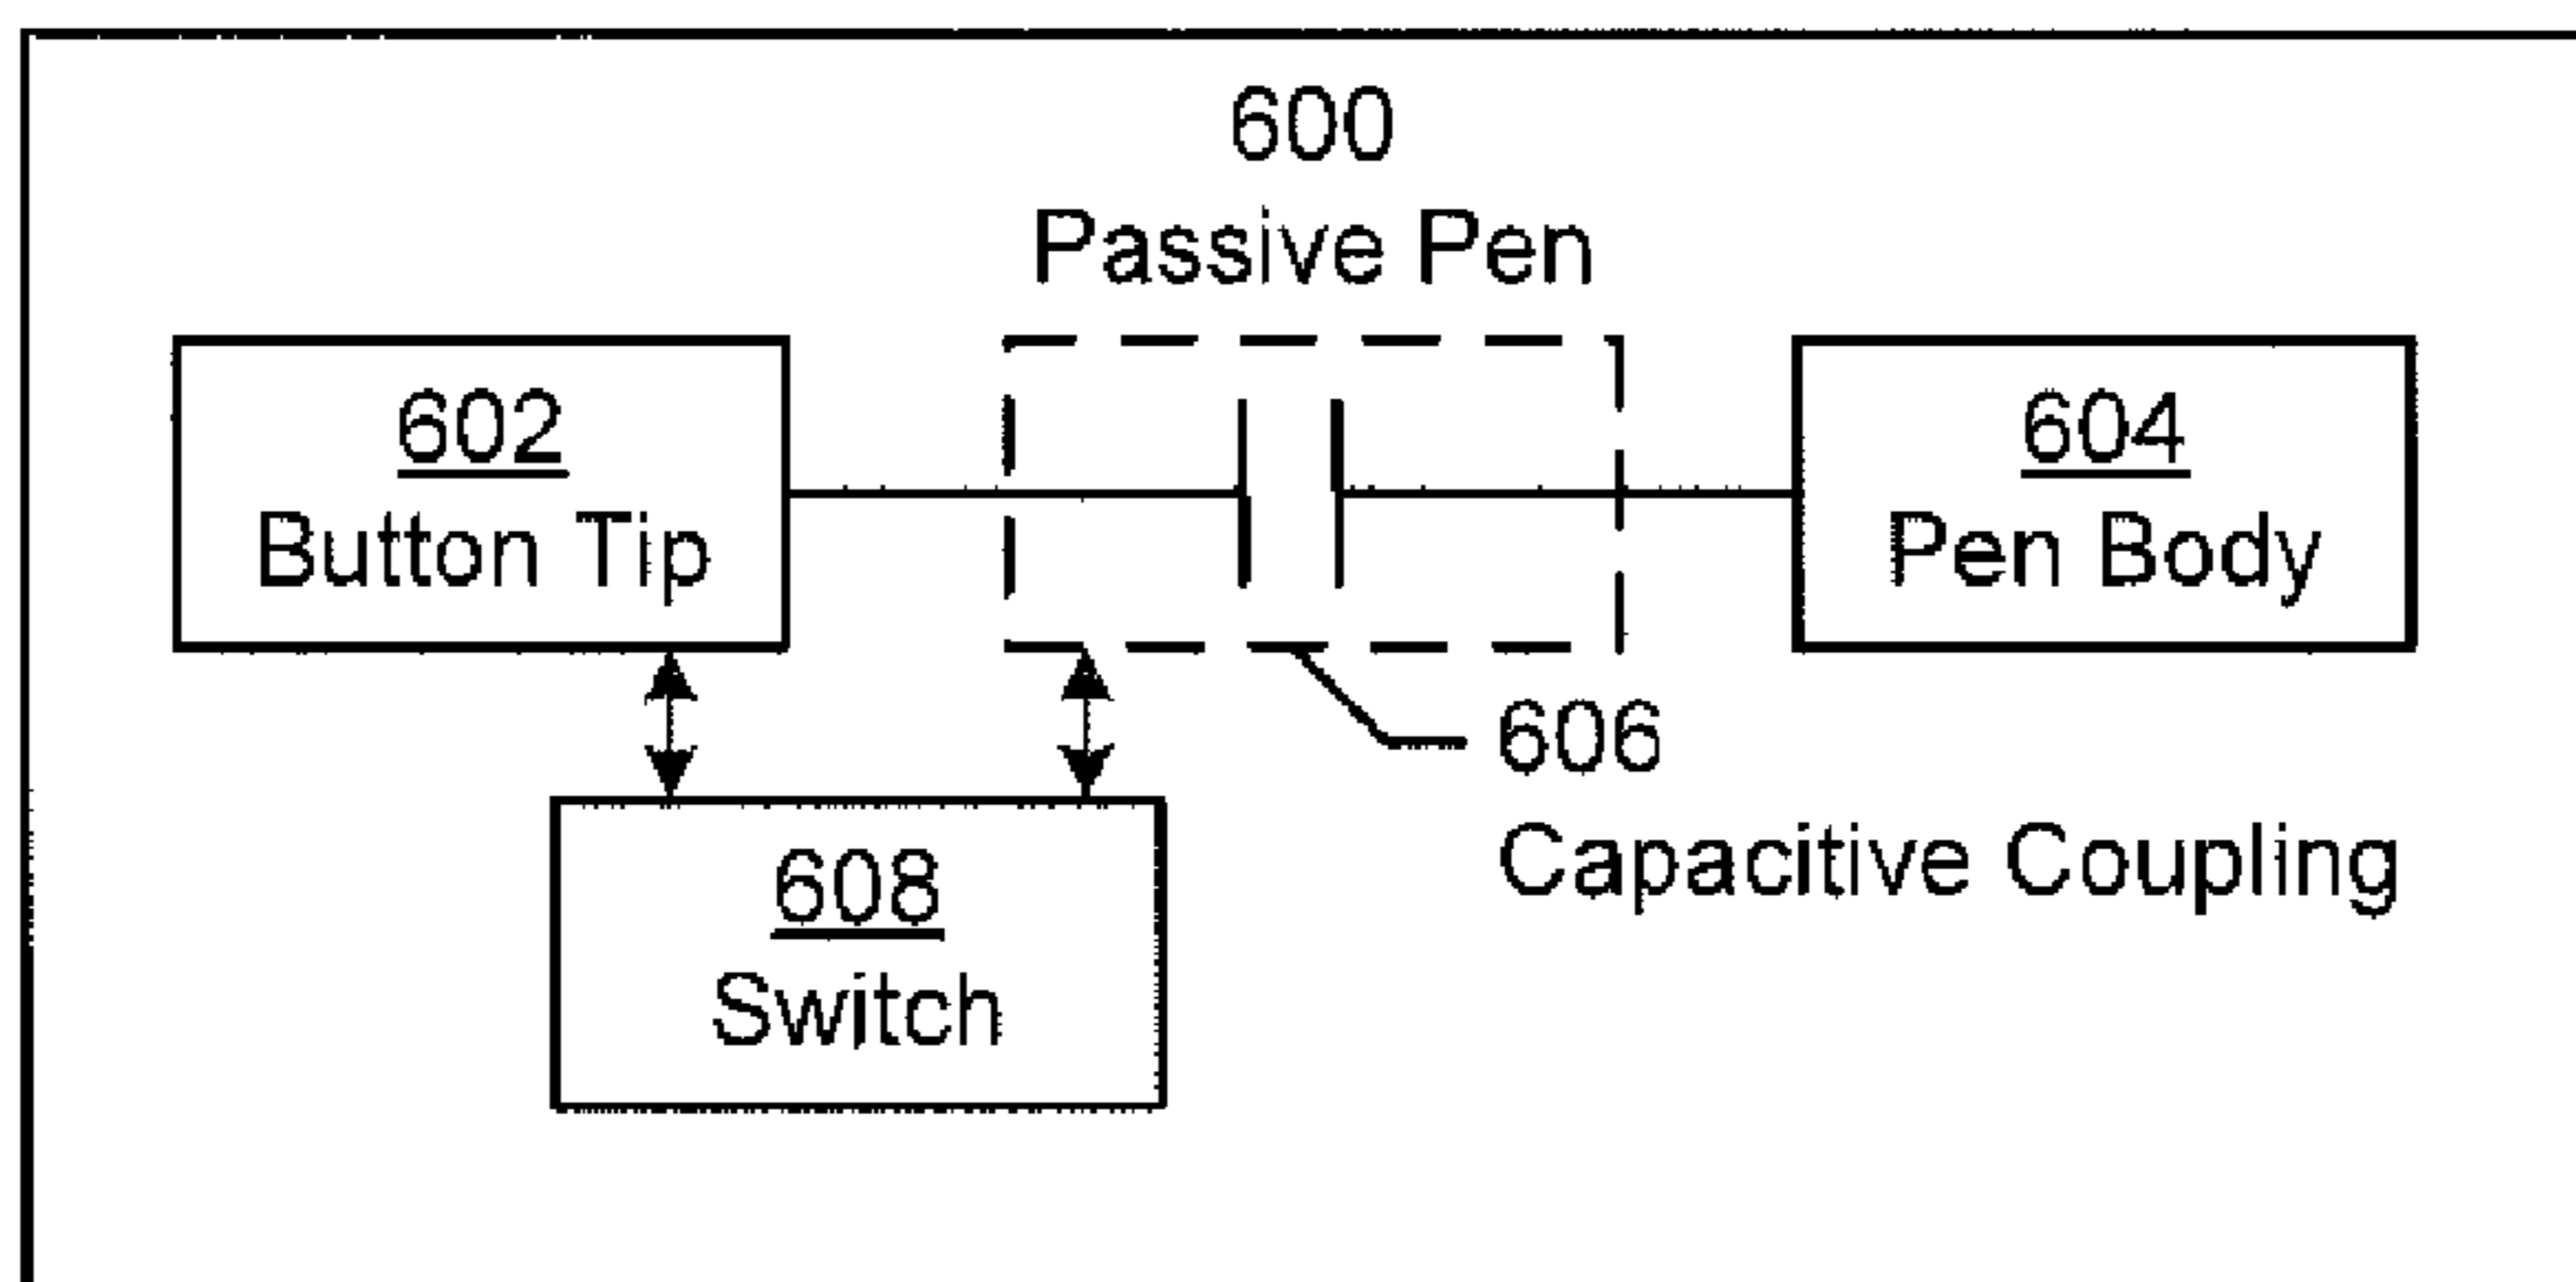 600
Passive Pen
602
Button Tip
604
Pen Body
606
Capacitive Coupling
608
Switch